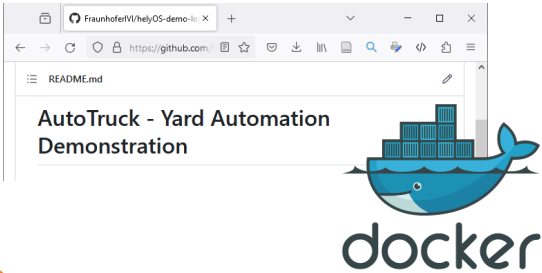 FraunhoferIVI/helyOS-demo-lo
https://github.com/
README.md
AutoTruck - Yard Automation
Demonstration
docker